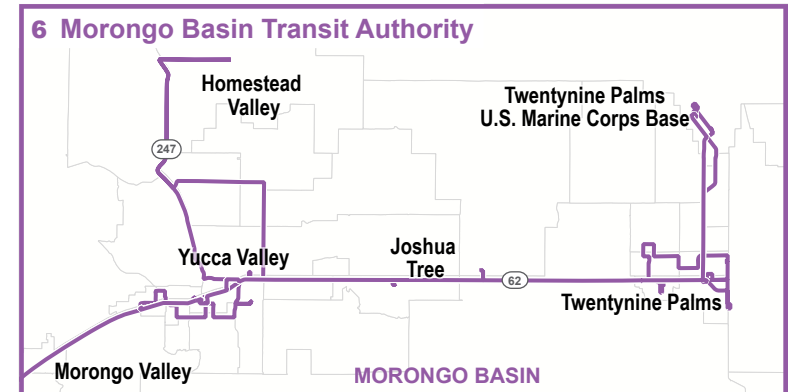 6 Morongo Basin Transit Authority
Homestead
Valley
Twentynine Palms
U.S. Marine Corps Base
247
Yucca Valley
Joshua
Tree
62
Twentynine Palms
Morongo Valley
MORONGO BASIN